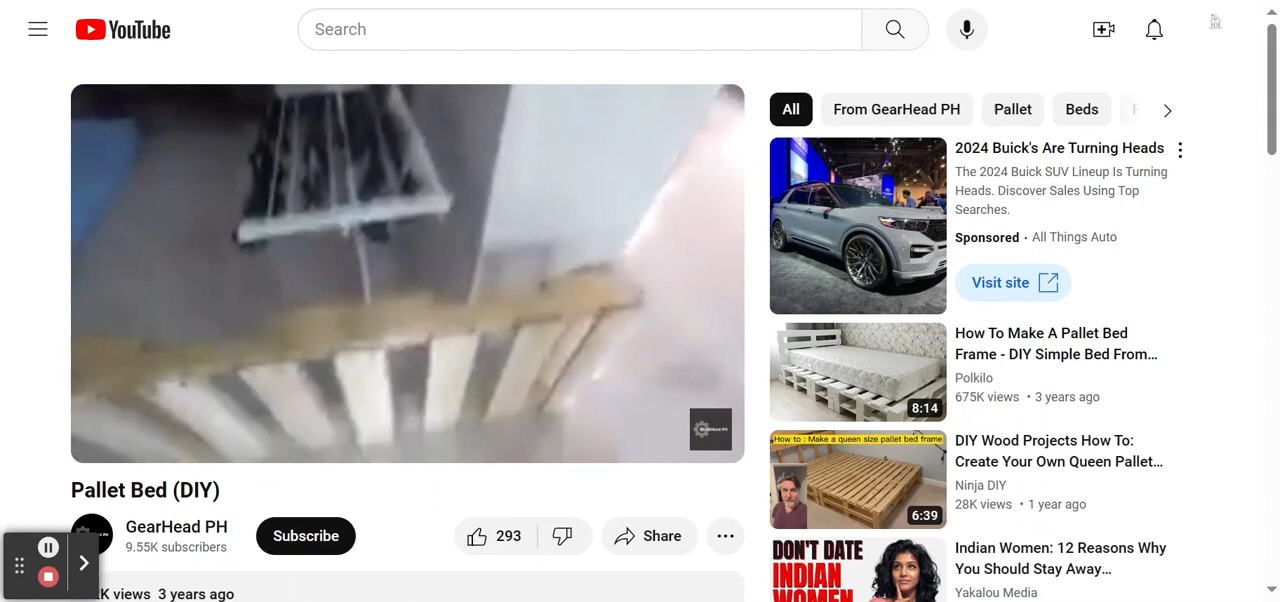 YouTube
Search
GEARHEAD PH
Pallet Bed (DIY)
GearHead PH
9.55K subscribers
Subscribe
293
Share
K views 3 years ago
All
From GearHead PH
Pallet
Beds
2024 Buick's Are Turning Heads
The 2024 Buick SUV Lineup Is Turning
Heads. Discover Sales Using Top
Searches.
Sponsored · All Things Auto
Visit site
8:14
How To Make A Pallet Bed
Frame - DIY Simple Bed From...
Polkilo
675K views • 3 years ago
How to : Make a queen size pallet bed frame
6:39
DIY Wood Projects How To:
Create Your Own Queen Pallet...
Ninja DIY
28K views • 1 year ago
DON'T DATE
INDIAN
WOMEN
Indian Women: 12 Reasons Why
You Should Stay Away...
Yakalou Media